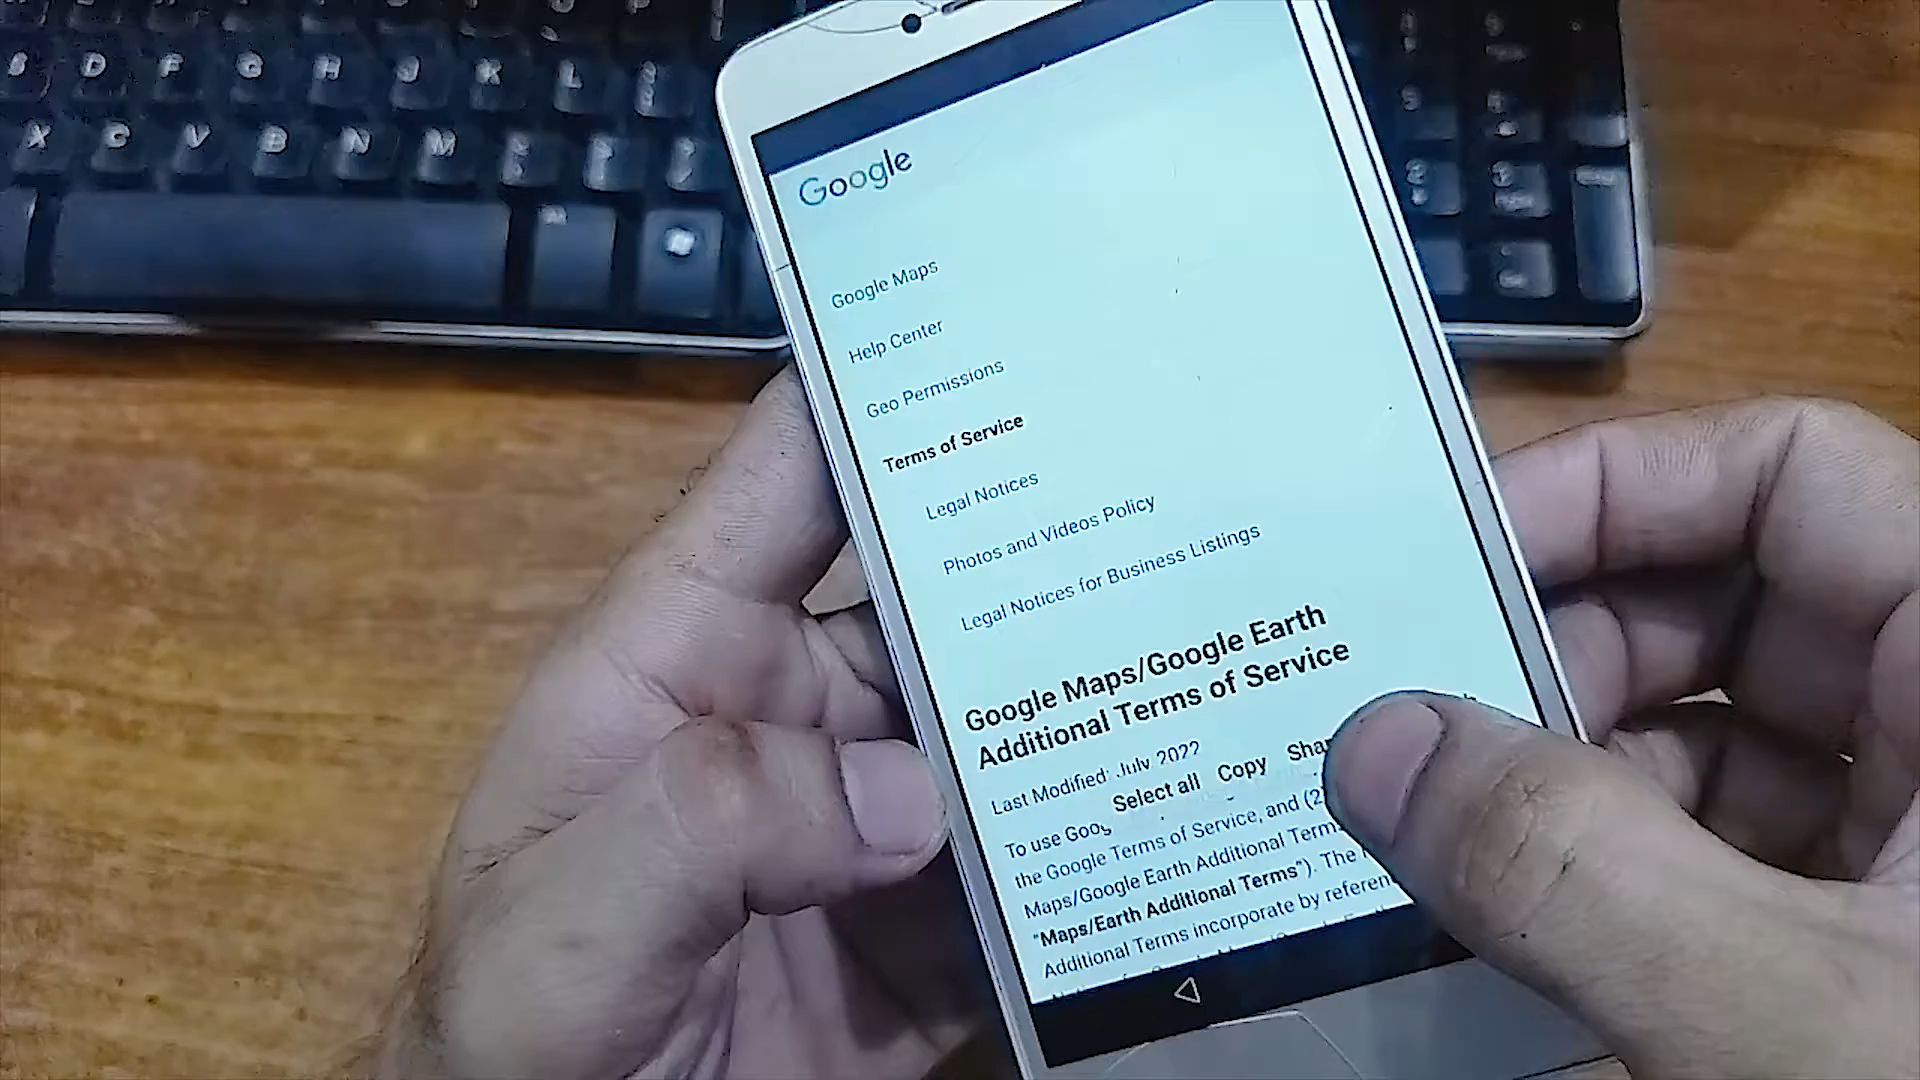 S D F G H J K L
X C V B N M
Google
Google Maps
Help Center
Geo Permissions
Terms of Service
Legal Notices
Photos and Videos Policy
Legal Notices for Business Listings
Google Maps/Google Earth
Additional Terms of Service
Last Modified: July 2022
Select all Copy Shar
To use Goog
the Google Terms of Service, and (2
Maps/Google Earth Additional Term
"Maps/Earth Additional Terms"). The
Additional Terms incorporate by referen